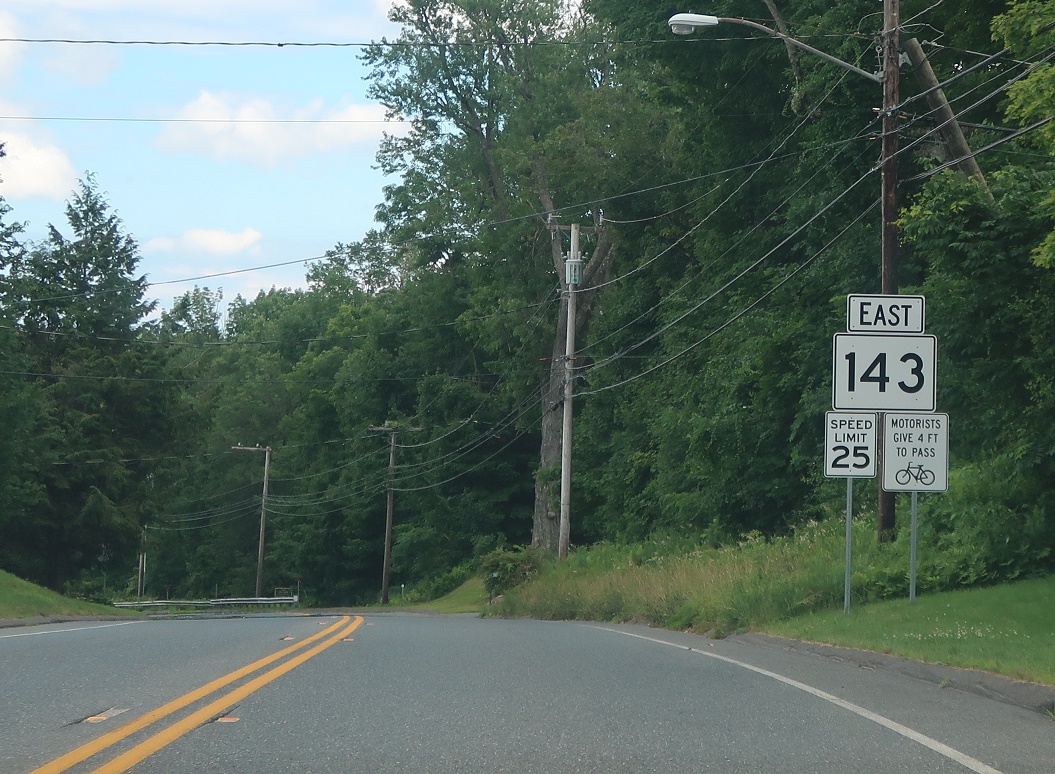 EAST
143
SPEED
LIMIT
25
MOTORISTS
GIVE 4 FT
TO PASS